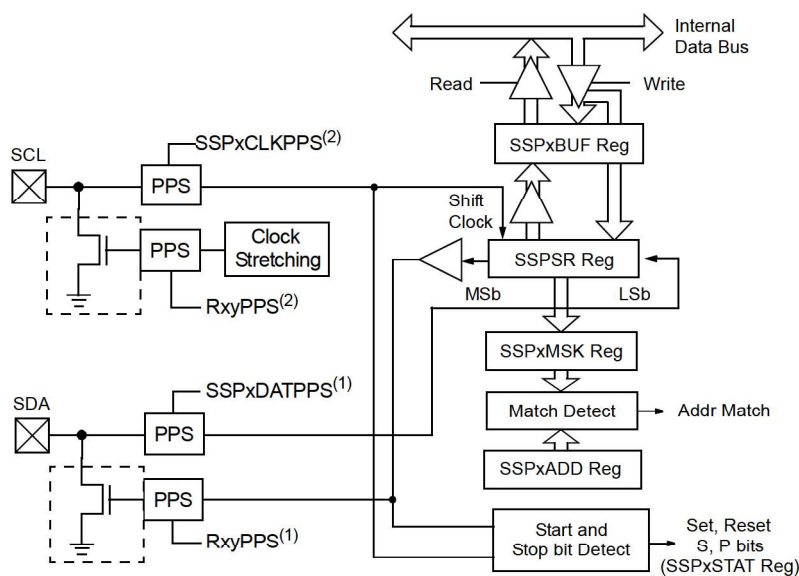 Internal
Data Bus
Read
Write
SSPxCLKPPS(2)
SSPxBUF Reg
SCL
PPS
Shift
Clock
PPS
Clock
Stretching
SSPSR Reg
MSb
LSb
RxyPPS(2)
SSPxMSK Reg
SSPxDATPPS(1)
SDA
PPS
Match Detect
Addr Match
SSPxADD Reg
PPS
Start and
Stop bit Detect
Set, Reset
S, P bits
(SSPxSTAT Reg)
RxyPPS(1)